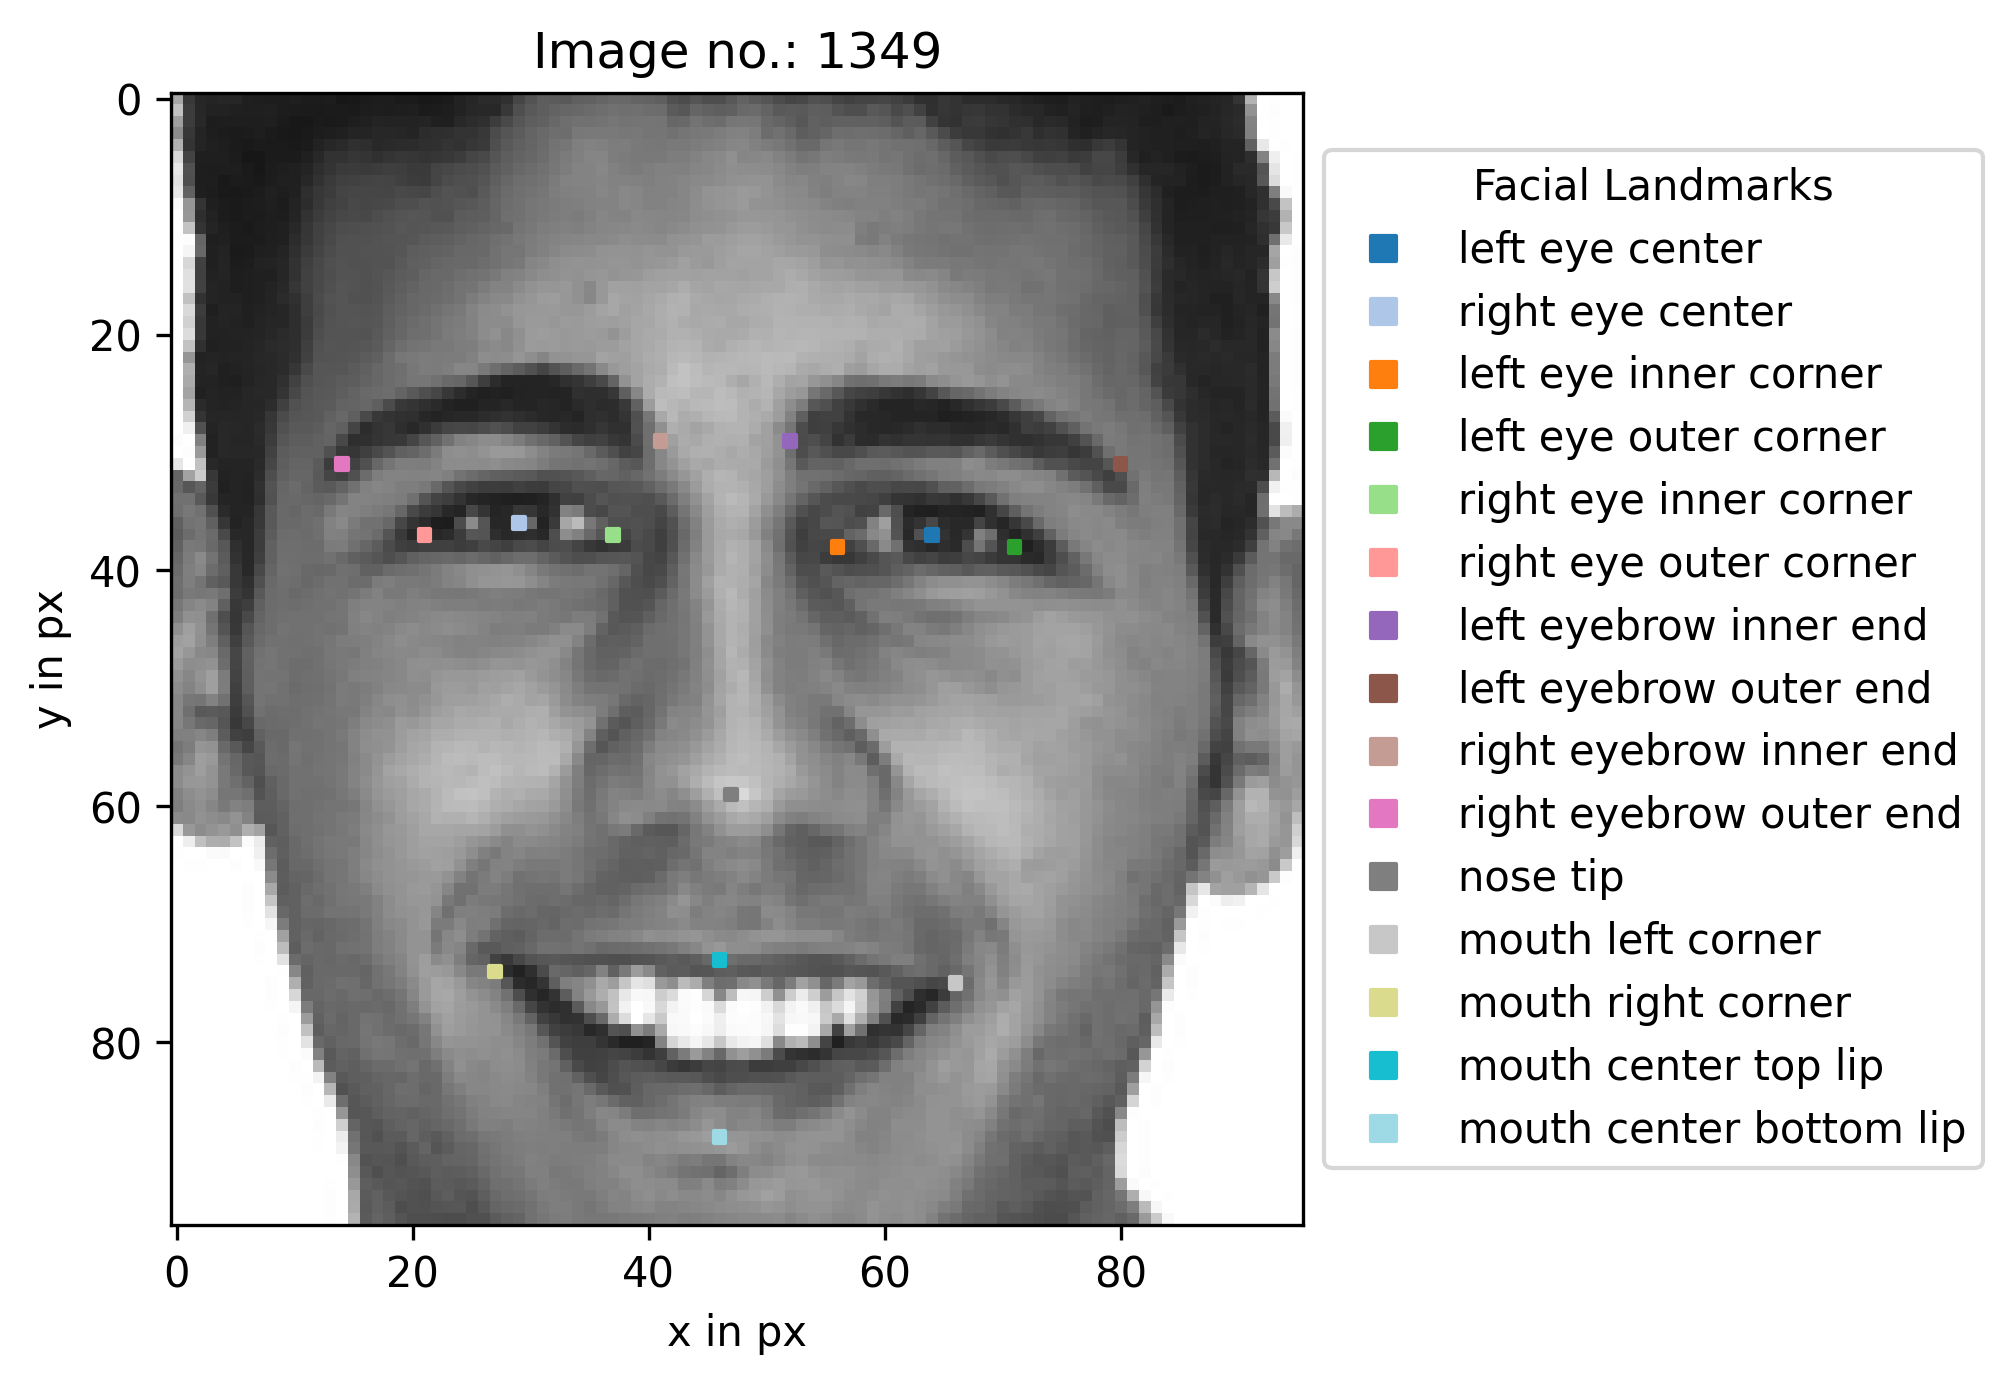 Image no.: 1349
0
20
40
60
80
y in px
0 20 40 60 80
x in px
Facial Landmarks
left eye center
right eye center
left eye inner corner
left eye outer corner
right eye inner corner
right eye outer corner
left eyebrow inner end
left eyebrow outer end
right eyebrow inner end
right eyebrow outer end
nose tip
mouth left corner
mouth right corner
mouth center top lip
mouth center bottom lip